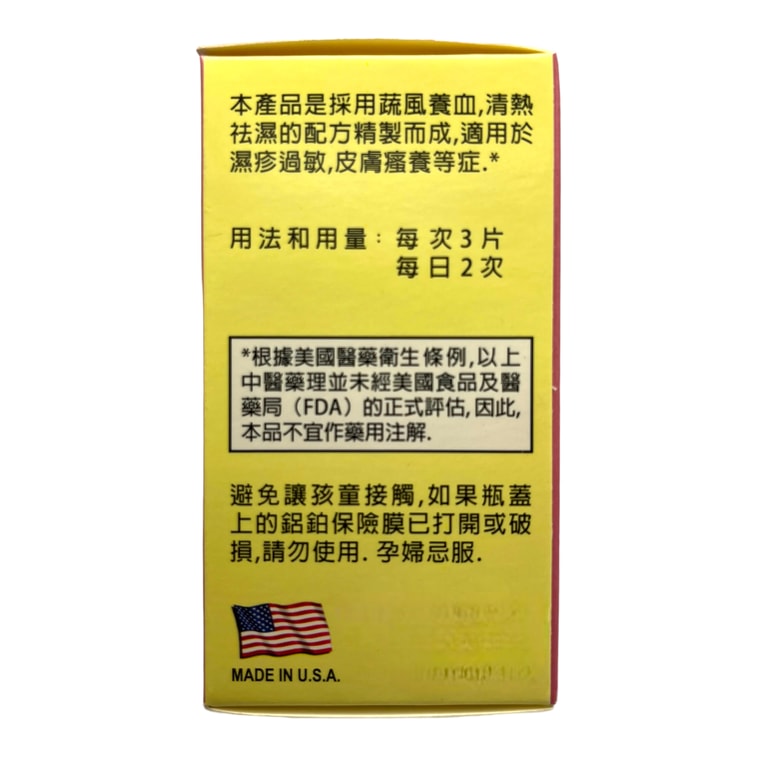 本產品是採用蔬風養血,清熱
祛濕的配方精製而成,適用於
濕疹過敏,皮膚瘙養等症.*
用法和用量：每次3片
每日2次
*根據美國醫藥衛生條例,以上
中醫藥理並未經美國食品及醫
藥局（FDA）的正式評估,因此,
本品不宜作藥用注解.
避免讓孩童接觸,如果瓶蓋
上的鋁鉑保險膜已打開或破
損,請勿使用. 孕婦忌服.
MADE IN U.S.A.